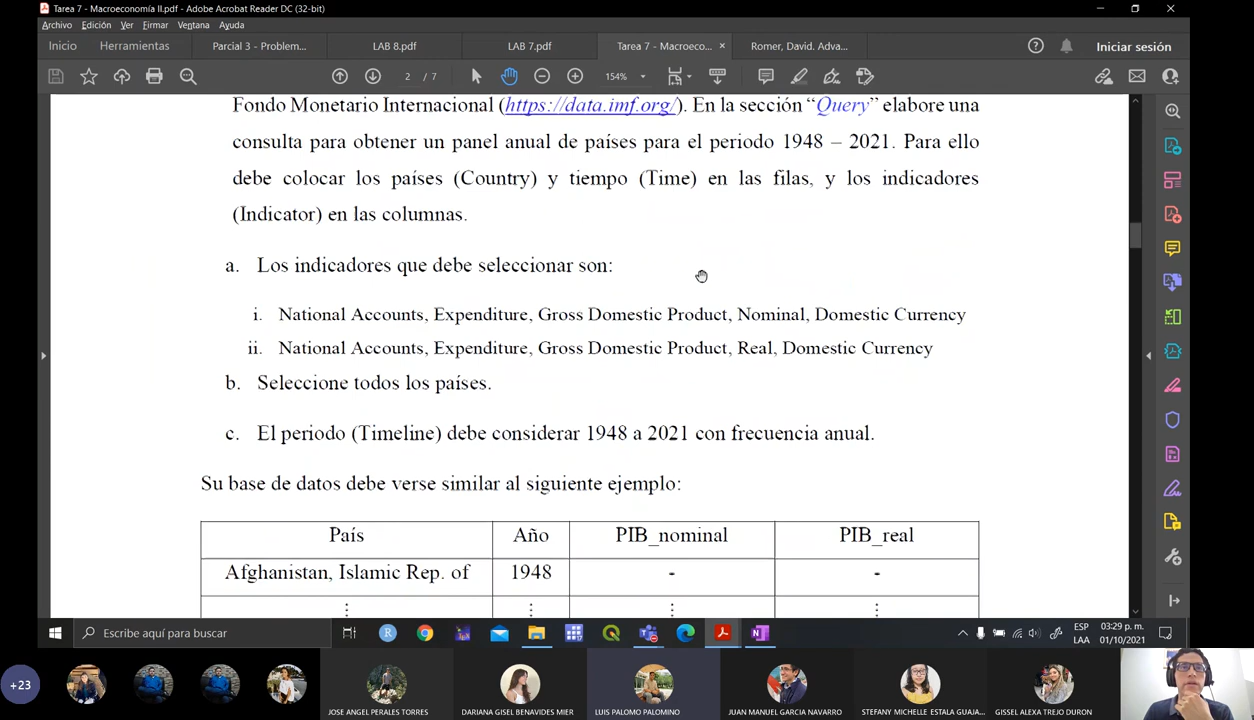 Tarea 7 - Macroeconomía II.pdf - Adobe Acrobat Reader DC (32-bit)
Archivo Edición Ver Firmar Ventana Ayuda
Inicio Herramientas Parcial 3 - Problem... LAB 8.pdf LAB 7.pdf Tarea 7 - Macroeco... × Romer, David. Adva... Iniciar sesión
2 / 7 154%
Fondo Monetario Internacional (https://data.imf.org/). En la sección “Query” elabore una
consulta para obtener un panel anual de países para el periodo 1948 – 2021. Para ello
debe colocar los países (Country) y tiempo (Time) en las filas, y los indicadores
(Indicator) en las columnas.
a. Los indicadores que debe seleccionar son:
i. National Accounts, Expenditure, Gross Domestic Product, Nominal, Domestic Currency
ii. National Accounts, Expenditure, Gross Domestic Product, Real, Domestic Currency
b. Seleccione todos los países.
c. El periodo (Timeline) debe considerar 1948 a 2021 con frecuencia anual.
Su base de datos debe verse similar al siguiente ejemplo:
País Año PIB_nominal PIB_real
Afghanistan, Islamic Rep. of 1948 - -
⋮ ⋮ ⋮ ⋮
Escribe aquí para buscar
ESP 03:29 p. m.
LAA 01/10/2021
+23
JOSE ANGEL PERALES TORRES DARIANA GISEL BENAVIDES MIER LUIS PALOMO PALOMINO JUAN MANUEL GARCIA NAVARRO STEFANY MICHELLE ESTALA GUAJA... GISSEL ALEXA TREJO DURON